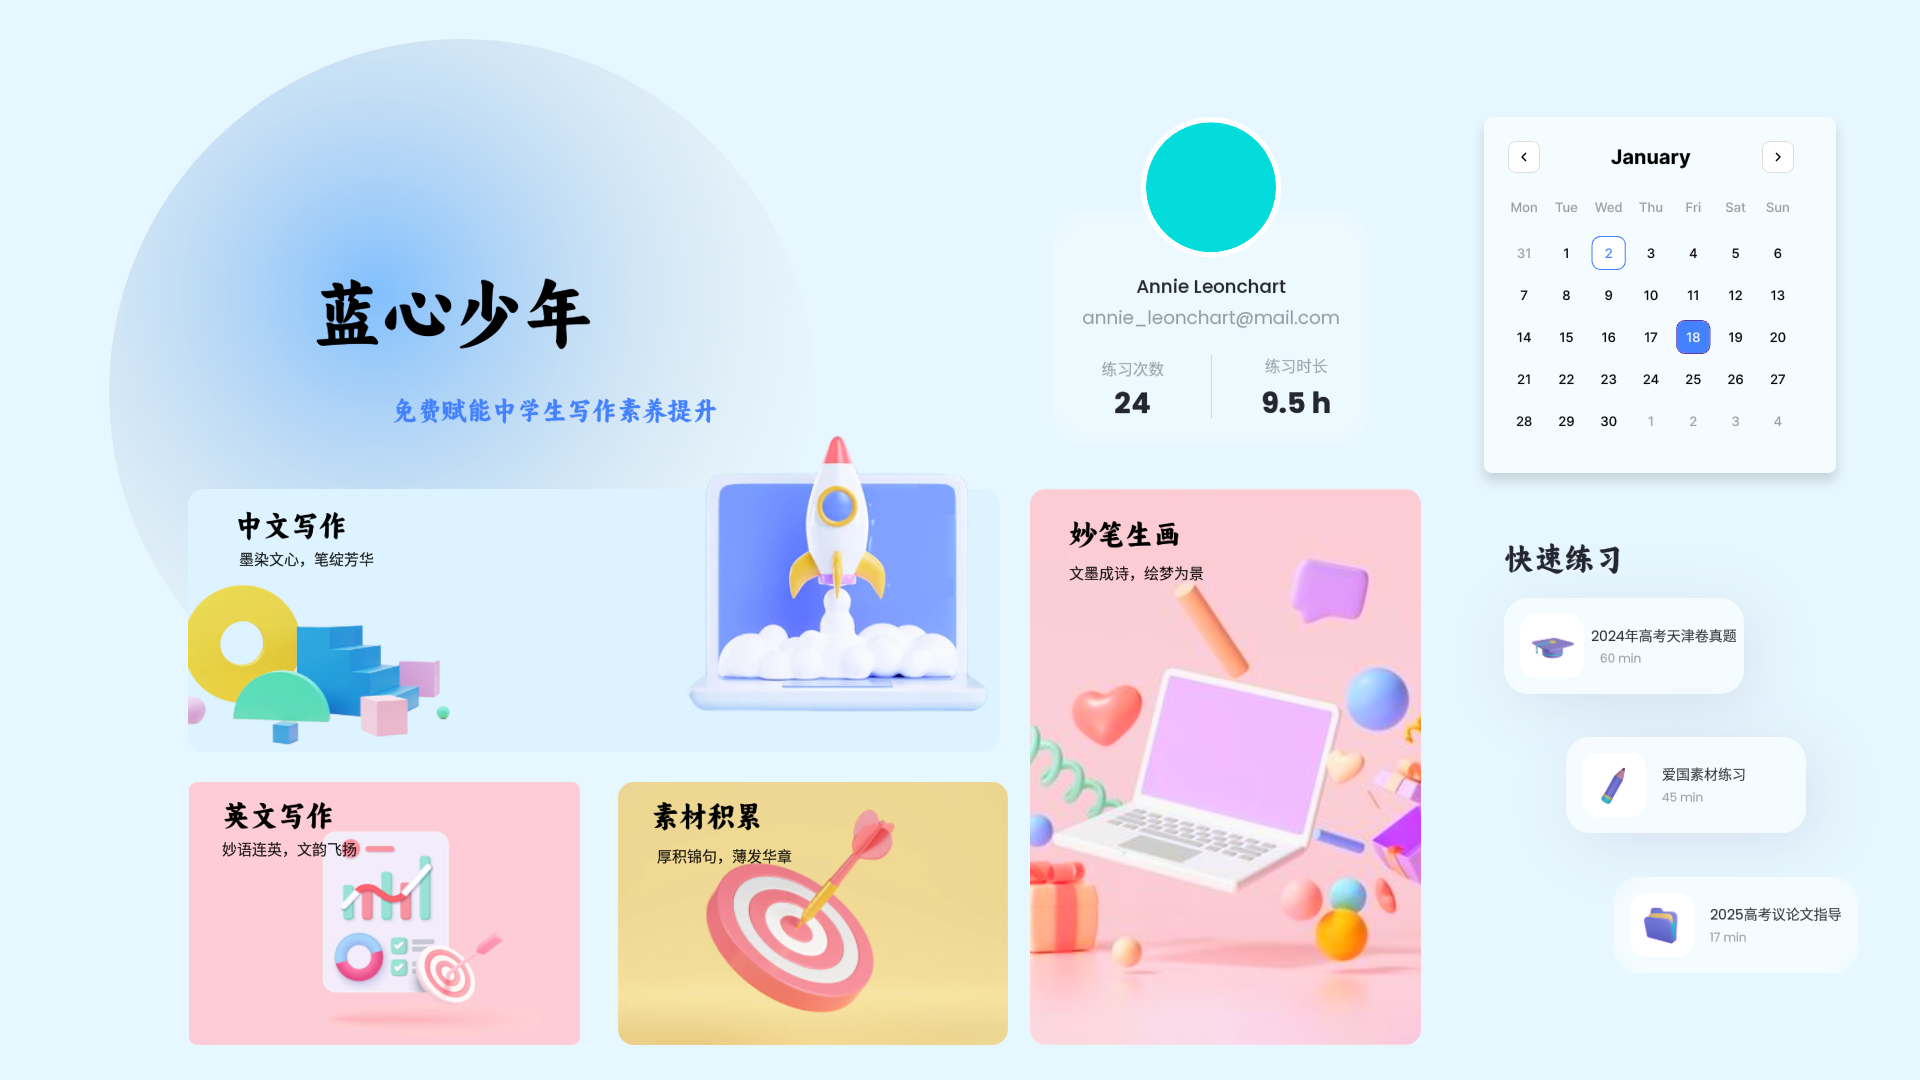 蓝心少年
免费赋能中学生写作素养提升
Annie Leonchart
annie_leonchart@mail.com
练习次数
24
练习时长
9.5 h
January
Mon Tue Wed Thu Fri Sat Sun
31 1 2 3 4 5 6
7 8 9 10 11 12 13
14 15 16 17 18 19 20
21 22 23 24 25 26 27
28 29 30 1 2 3 4
中文写作
墨染文心，笔绽芳华
英文写作
妙语连英，文韵飞扬
素材积累
厚积锦句，薄发华章
妙笔生画
文墨成诗，绘梦为景
快速练习
2024年高考天津卷真题
60 min
爱国素材练习
45 min
2025高考议论文指导
17 min